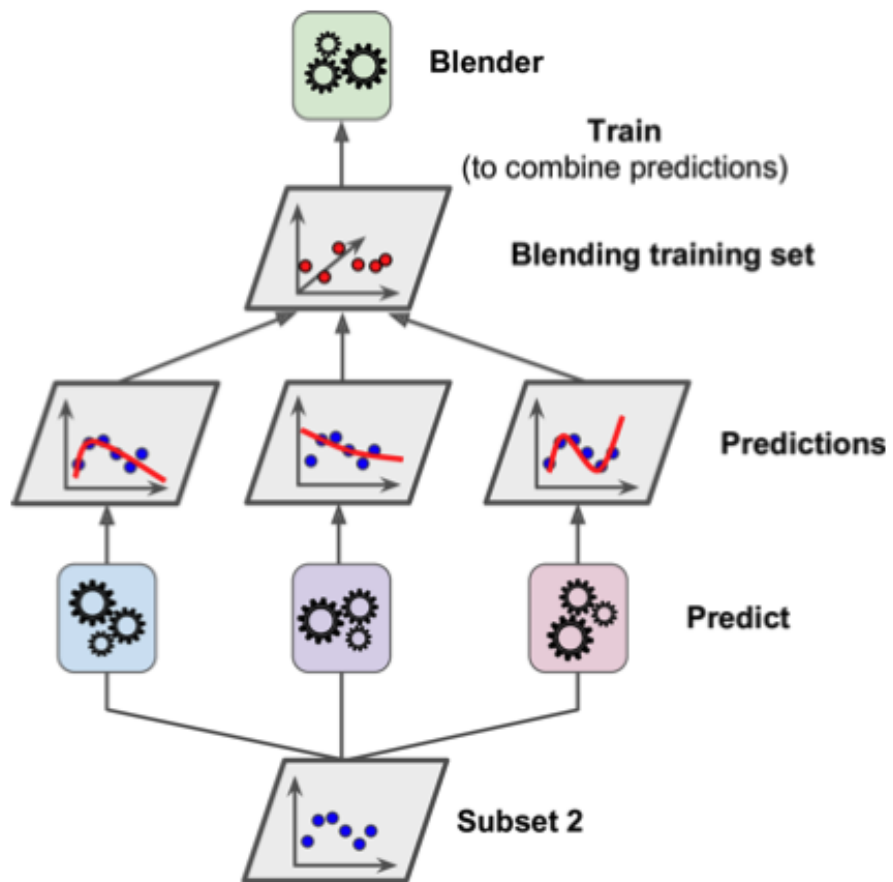 Blender
Train
(to combine predictions)
Blending training set
Predictions
Predict
Subset 2